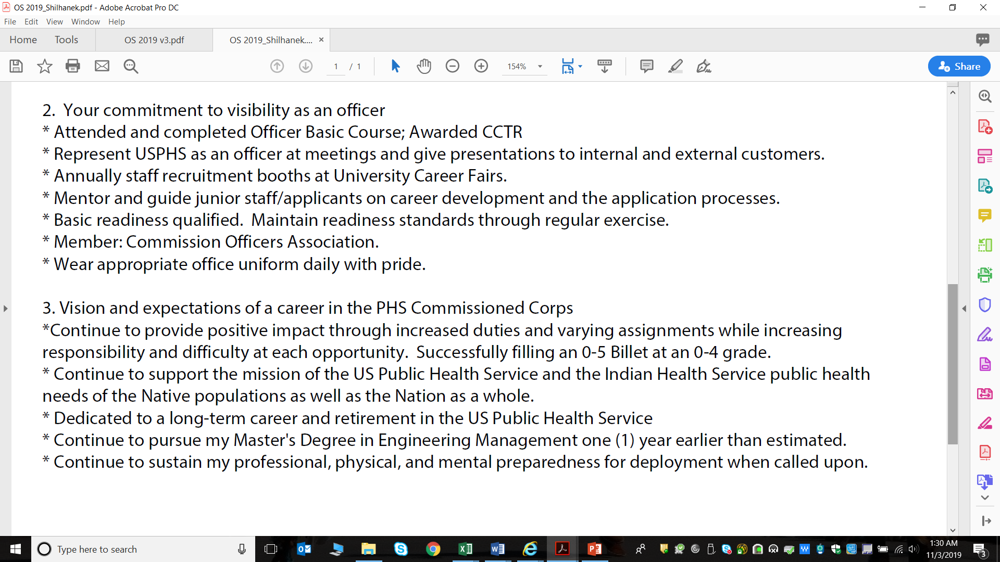 OS 2019_Shilhanek.pdf - Adobe Acrobat Pro DC
File Edit View Window Help
Home Tools OS 2019 v3.pdf OS 2019_Shilhanek.... ×
1 / 1 154% Share
2. Your commitment to visibility as an officer
* Attended and completed Officer Basic Course; Awarded CCTR
* Represent USPHS as an officer at meetings and give presentations to internal and external customers.
* Annually staff recruitment booths at University Career Fairs.
* Mentor and guide junior staff/applicants on career development and the application processes.
* Basic readiness qualified. Maintain readiness standards through regular exercise.
* Member: Commission Officers Association.
* Wear appropriate office uniform daily with pride.
3. Vision and expectations of a career in the PHS Commissioned Corps
*Continue to provide positive impact through increased duties and varying assignments while increasing
responsibility and difficulty at each opportunity. Successfully filling an 0-5 Billet at an 0-4 grade.
* Continue to support the mission of the US Public Health Service and the Indian Health Service public health
needs of the Native populations as well as the Nation as a whole.
* Dedicated to a long-term career and retirement in the US Public Health Service
* Continue to pursue my Master's Degree in Engineering Management one (1) year earlier than estimated.
* Continue to sustain my professional, physical, and mental preparedness for deployment when called upon.
Type here to search
1:30 AM
11/3/2019
3